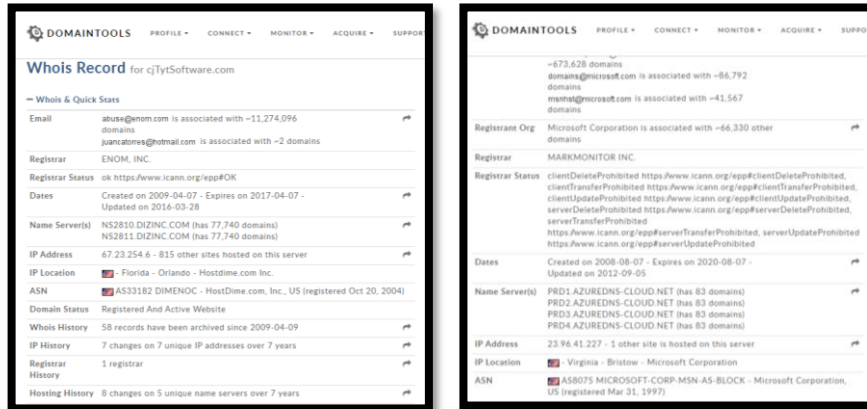 DOMAINTOOLS PROFILE CONNECT MONITOR ACQUIRE SUPPORT
Whois Record for cjTytSoftware.com
— Whois & Quick Stats
Email abuse@enom.com is associated with ~11,274,096
domains
juancatorres@hotmail.com is associated with ~2 domains
Registrar ENOM, INC.
Registrar Status ok https://www.icann.org/epp#OK
Dates Created on 2009-04-07 - Expires on 2017-04-07 -
Updated on 2016-03-28
Name Server(s) NS2810.DIZINC.COM (has 77,740 domains)
NS2811.DIZINC.COM (has 77,740 domains)
IP Address 67.23.254.6 - 815 other sites hosted on this server
IP Location - Florida - Orlando - Hostdime.com Inc.
ASN AS33182 DIMENOC - HostDime.com, Inc., US (registered Oct 20, 2004)
Domain Status Registered And Active Website
Whois History 58 records have been archived since 2009-04-09
IP History 7 changes on 7 unique IP addresses over 7 years
Registrar 1 registrar
History
Hosting History 8 changes on 5 unique name servers over 7 years
DOMAINTOOLS PROFILE CONNECT MONITOR ACQUIRE SUPPO
~673,628 domains
domains@microsoft.com is associated with ~86,792
domains
msnhst@microsoft.com is associated with ~41,567
domains
Registrant Org Microsoft Corporation is associated with ~66,330 other
domains
Registrar MARKMONITOR INC.
Registrar Status clientDeleteProhibited https://www.icann.org/epp#clientDeleteProhibited,
clientTransferProhibited https://www.icann.org/epp#clientTransferProhibited,
clientUpdateProhibited https://www.icann.org/epp#clientUpdateProhibited,
serverDeleteProhibited https://www.icann.org/epp#serverDeleteProhibited,
serverTransferProhibited
https://www.icann.org/epp#serverTransferProhibited, serverUpdateProhibited
https://www.icann.org/epp#serverUpdateProhibited
Dates Created on 2008-08-07 - Expires on 2020-08-07 -
Updated on 2012-09-05
Name Server(s) PRD1.AZUREDNS-CLOUD.NET (has 83 domains)
PRD2.AZUREDNS-CLOUD.NET (has 83 domains)
PRD3.AZUREDNS-CLOUD.NET (has 83 domains)
PRD4.AZUREDNS-CLOUD.NET (has 83 domains)
IP Address 23.96.41.227 - 1 other site is hosted on this server
IP Location - Virginia - Bristow - Microsoft Corporation
ASN AS8075 MICROSOFT-CORP-MSN-AS-BLOCK - Microsoft Corporation,
US (registered Mar 31, 1997)